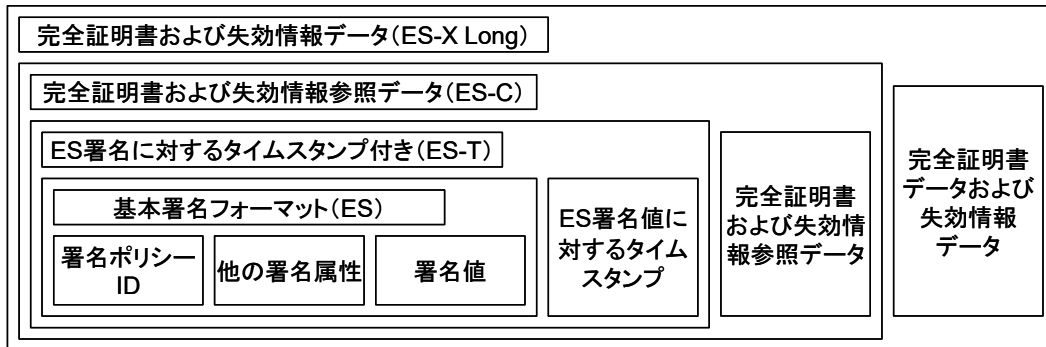 完全証明書および失効情報データ(ES-X Long)
完全証明書および失効情報参照データ(ES-C)
ES署名に対するタイムスタンプ付き(ES-T)
基本署名フォーマット(ES)
署名ポリシー
ID
他の署名属性
署名値
ES署名値に
対するタイム
スタンプ
完全証明書
および失効情
報参照データ
完全証明書
データおよび
失効情報
データ